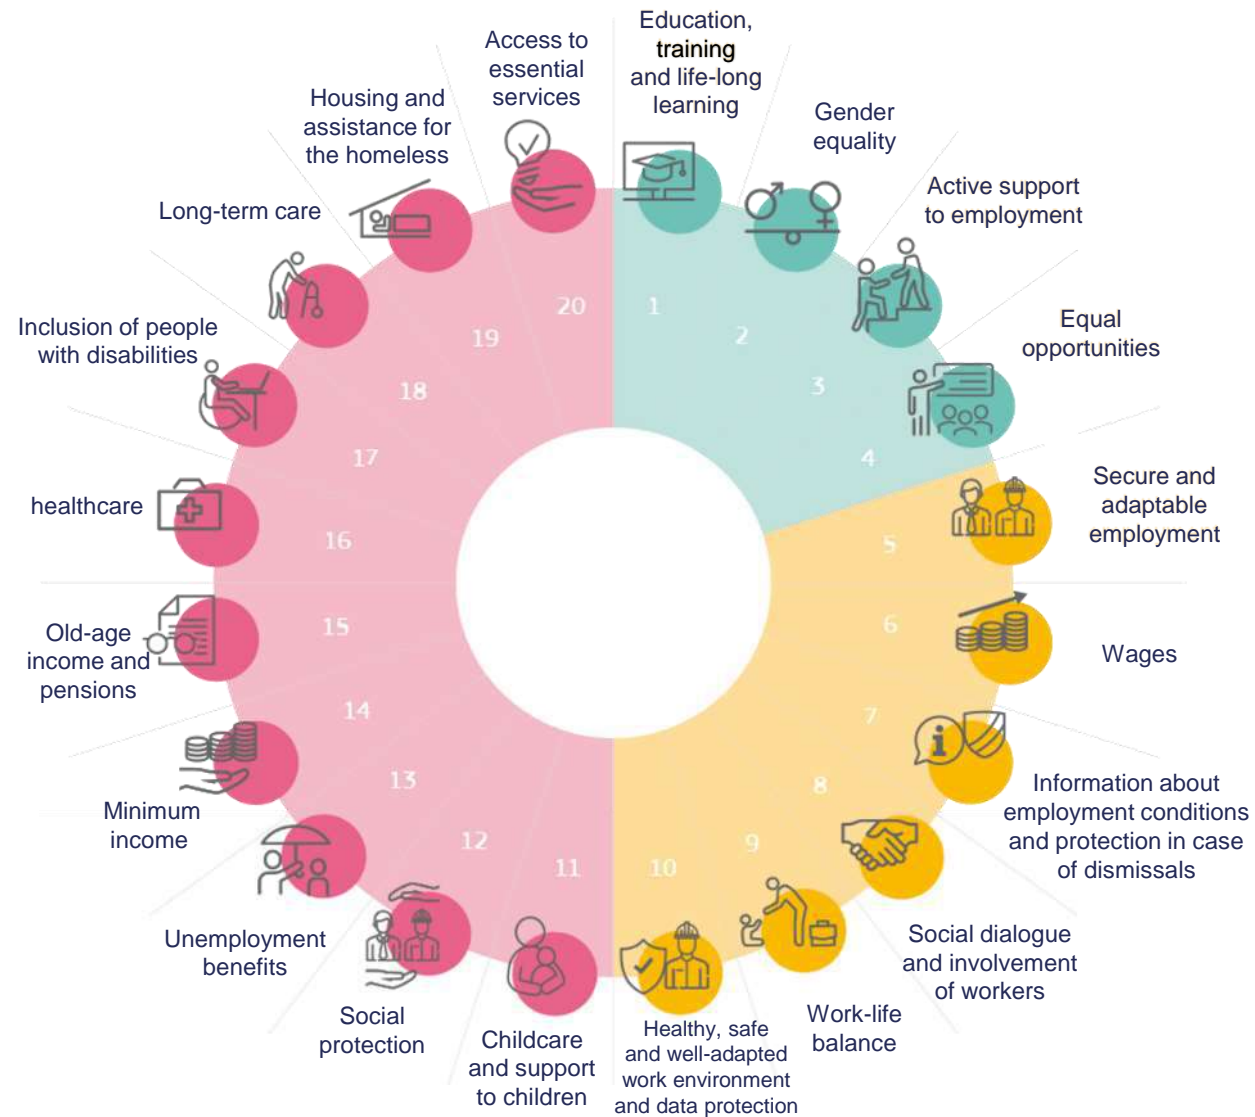 Education,
training
and life-long
learning
Gender
equality
Active support
to employment
Equal
opportunities
Secure and
adaptable
employment
Wages
Information about
employment conditions
and protection in case
of dismissals
Social dialogue
and involvement
of workers
Work-life
balance
Healthy, safe
and well-adapted
work environment
and data protection
Childcare
and support
to children
Social
protection
Unemployment
benefits
Minimum
income
Old-age
income and
pensions
healthcare
Inclusion of people
with disabilities
Long-term care
Housing and
assistance for
the homeless
Access to
essential
services
1
2
3
4
5
6
7
8
9
10
11
12
13
14
15
16
17
18
19
20
i